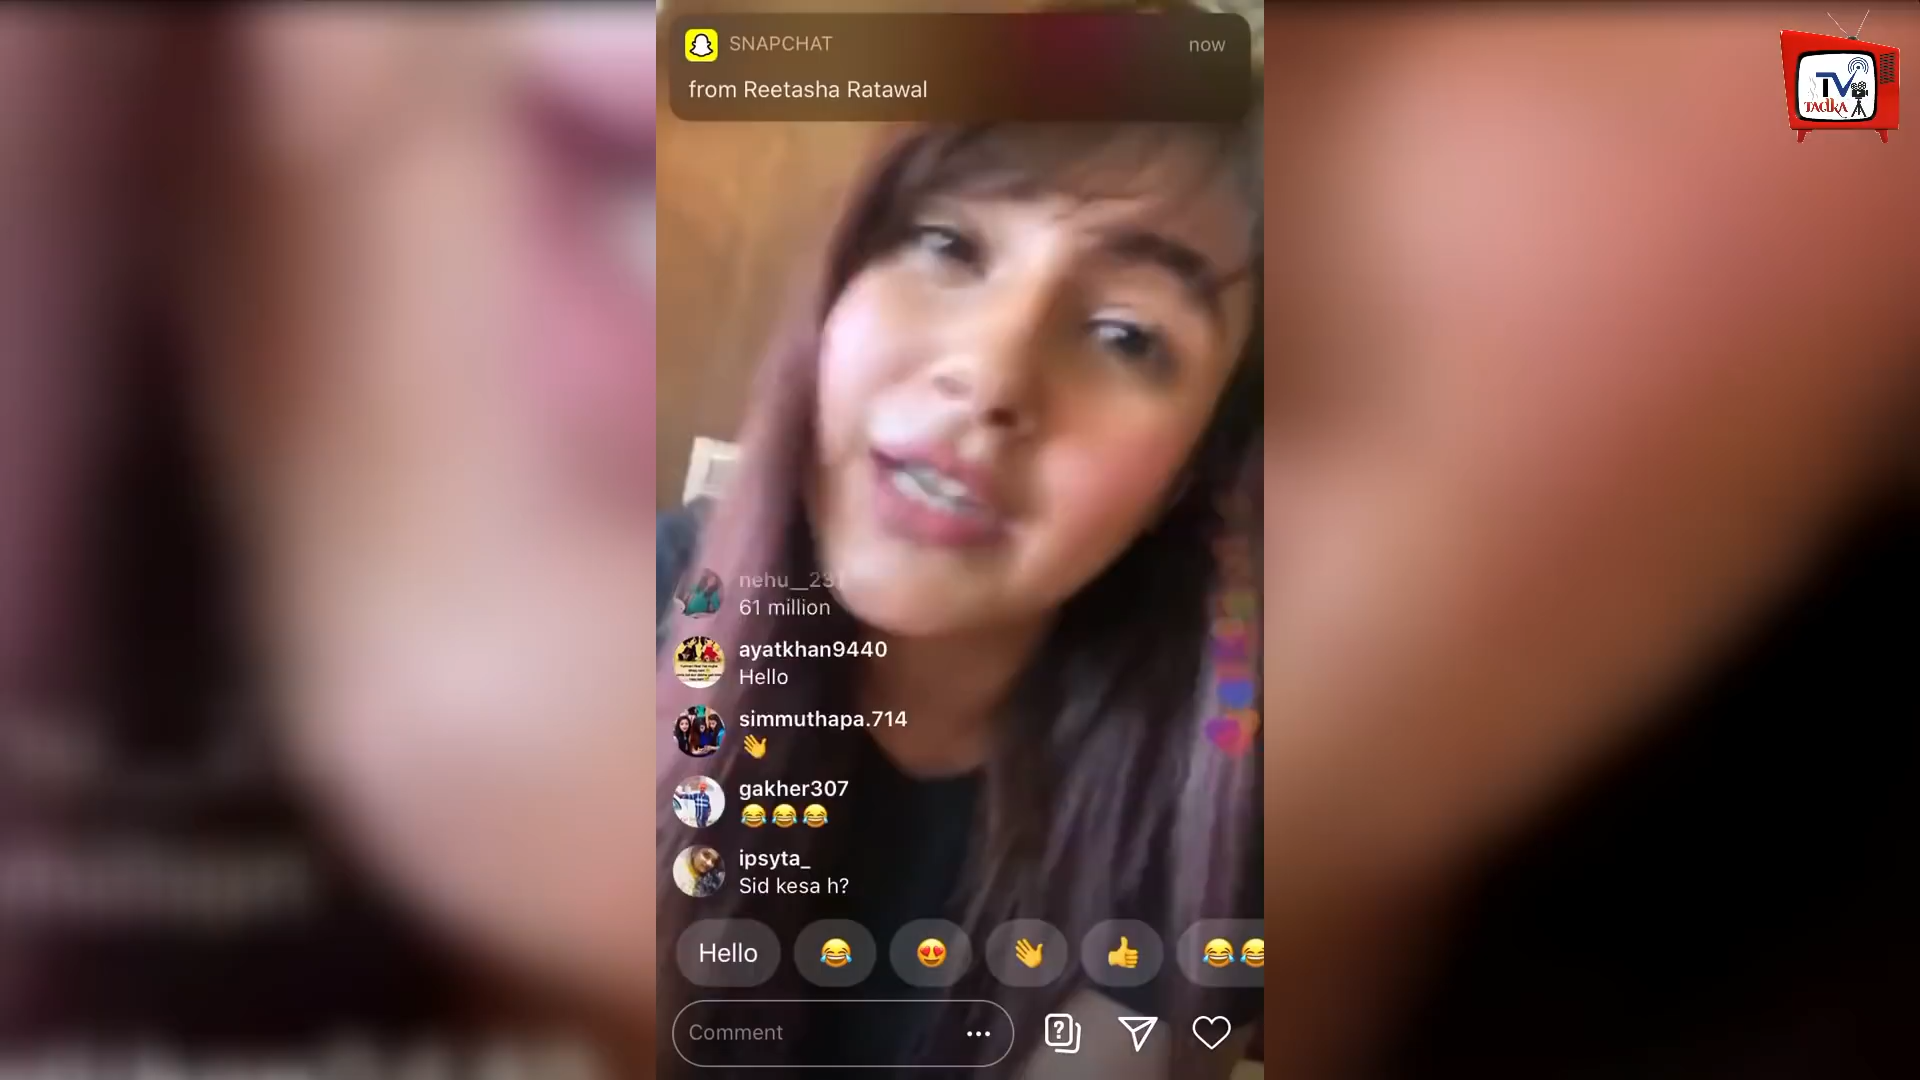 SNAPCHAT
now
from Reetasha Ratawal
TV
TADKA
61 million
ayatkhan9440
Hello
simmuthapa.714
👋
gakher307
😂😂😂
ipsyta_
Sid kesa h?
Hello 😂 😍 👋 👍 😂😂
Comment